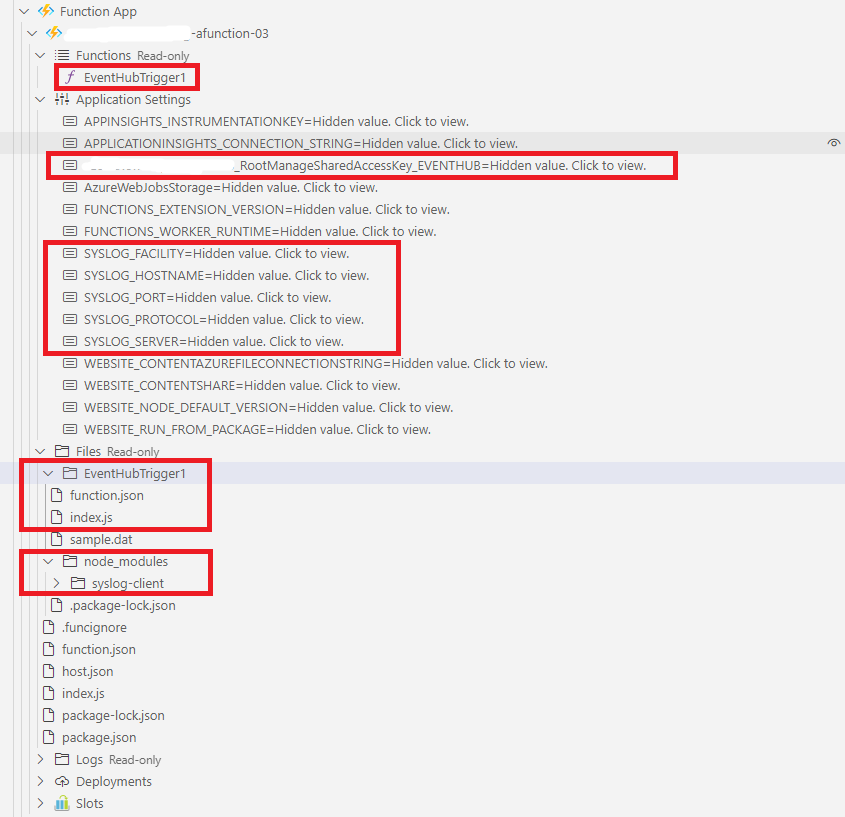 Function App
-afunction-03
Functions Read-only
f EventHubTrigger1
Application Settings
APPINSIGHTS_INSTRUMENTATIONKEY=Hidden value. Click to view.
APPLICATIONINSIGHTS_CONNECTION_STRING=Hidden value. Click to view.
_RootManageSharedAccessKey_EVENTHUB=Hidden value. Click to view.
AzureWebJobsStorage=Hidden value. Click to view.
FUNCTIONS_EXTENSION_VERSION=Hidden value. Click to view.
FUNCTIONS_WORKER_RUNTIME=Hidden value. Click to view.
SYSLOG_FACILITY=Hidden value. Click to view.
SYSLOG_HOSTNAME=Hidden value. Click to view.
SYSLOG_PORT=Hidden value. Click to view.
SYSLOG_PROTOCOL=Hidden value. Click to view.
SYSLOG_SERVER=Hidden value. Click to view.
WEBSITE_CONTENTAZUREFILECONNECTIONSTRING=Hidden value. Click to view.
WEBSITE_CONTENTSHARE=Hidden value. Click to view.
WEBSITE_NODE_DEFAULT_VERSION=Hidden value. Click to view.
WEBSITE_RUN_FROM_PACKAGE=Hidden value. Click to view.
Files Read-only
EventHubTrigger1
function.json
index.js
sample.dat
node_modules
syslog-client
.package-lock.json
.funcignore
function.json
host.json
index.js
package-lock.json
package.json
Logs Read-only
Deployments
Slots